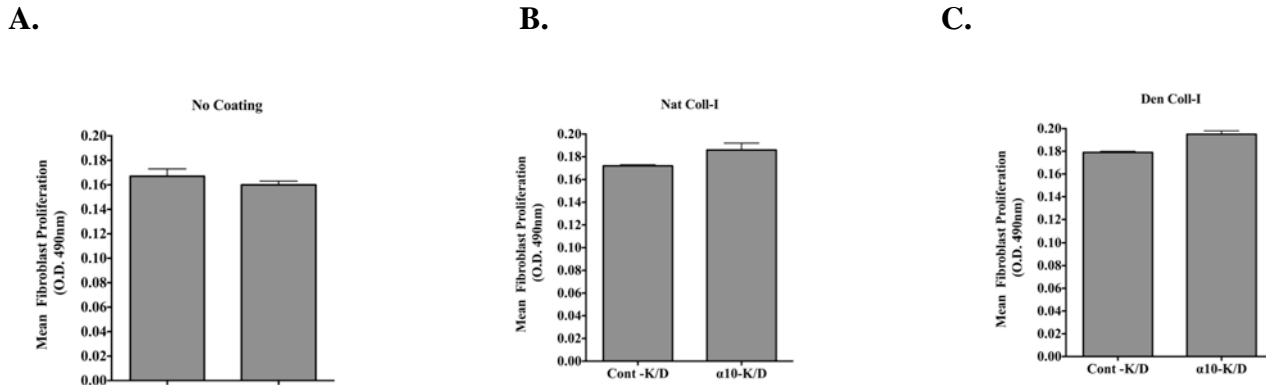 A.
B.
C.
No Coating
Mean Fibroblast Proliferation
(O.D. 490nm)
0.20
0.18
0.16
0.14
0.12
0.10
0.08
0.06
0.04
0.02
0.00
Nat Coll-I
Mean Fibroblast Proliferation
(O.D. 490nm)
0.20
0.18
0.16
0.14
0.12
0.10
0.08
0.06
0.04
0.02
0.00
Cont -K/D
α10-K/D
Den Coll-I
Mean Fibroblast Proliferation
(O.D. 490nm)
0.20
0.18
0.16
0.14
0.12
0.10
0.08
0.06
0.04
0.02
0.00
Cont -K/D
α10-K/D